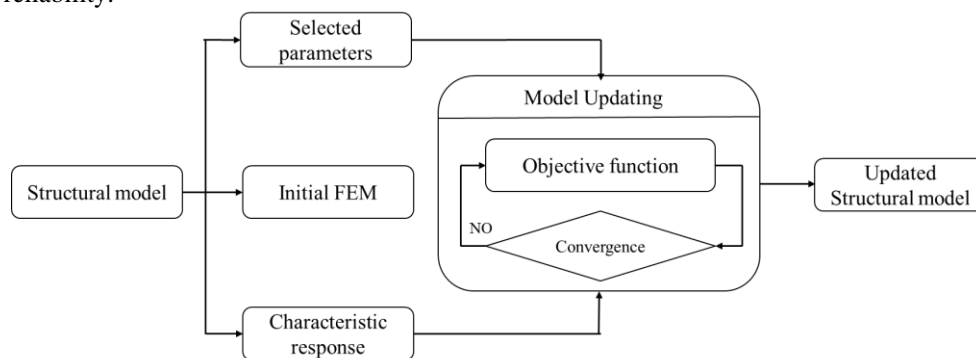 reliability.
Selected
parameters
Model Updating
Objective function
Structural model
Initial FEM
Updated
Structural model
NO
Convergence
Characteristic
response